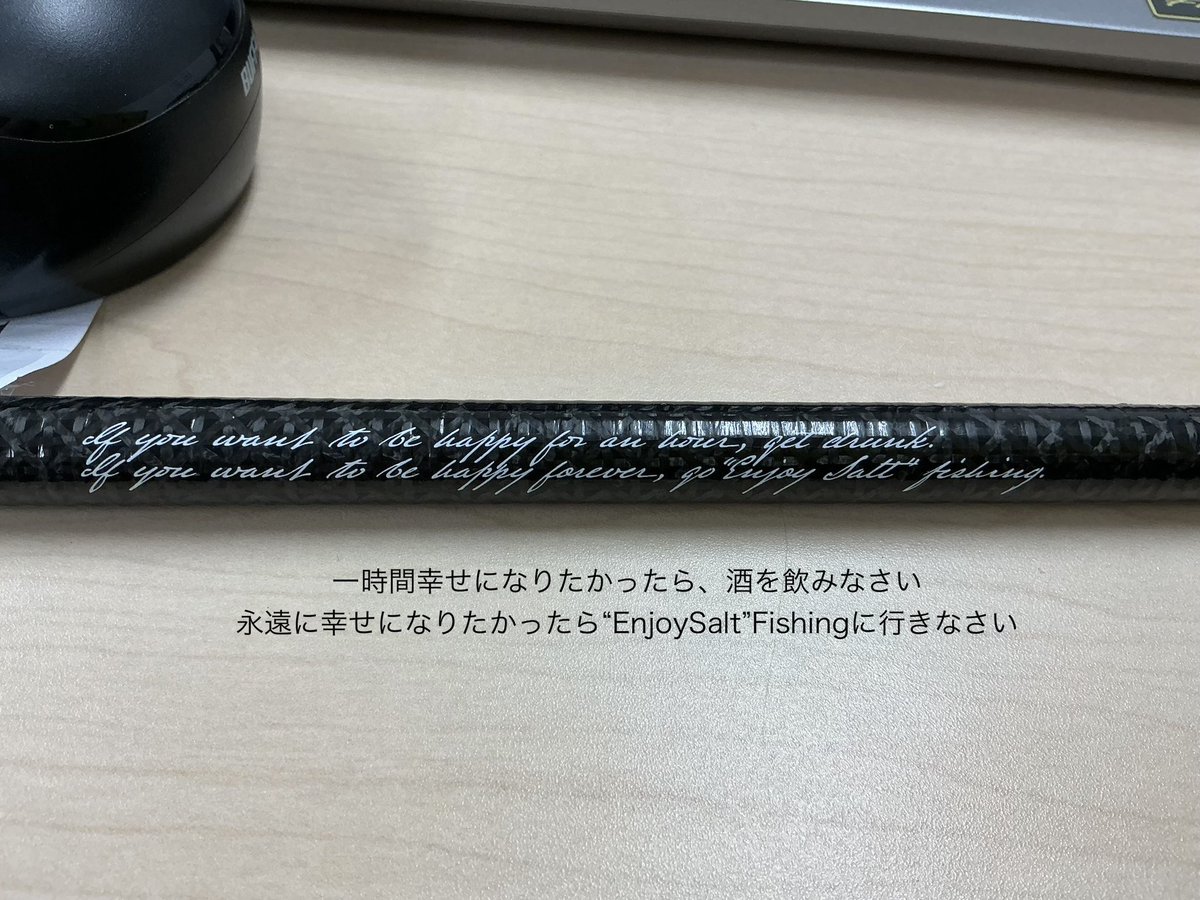 If you want to be happy for an hour, get drunk.
If you want to be happy forever, go "Enjoy Salt" fishing.
一時間幸せになりたかったら、酒を飲みなさい
永遠に幸せになりたかったら“EnjoySalt”Fishingに行きなさい